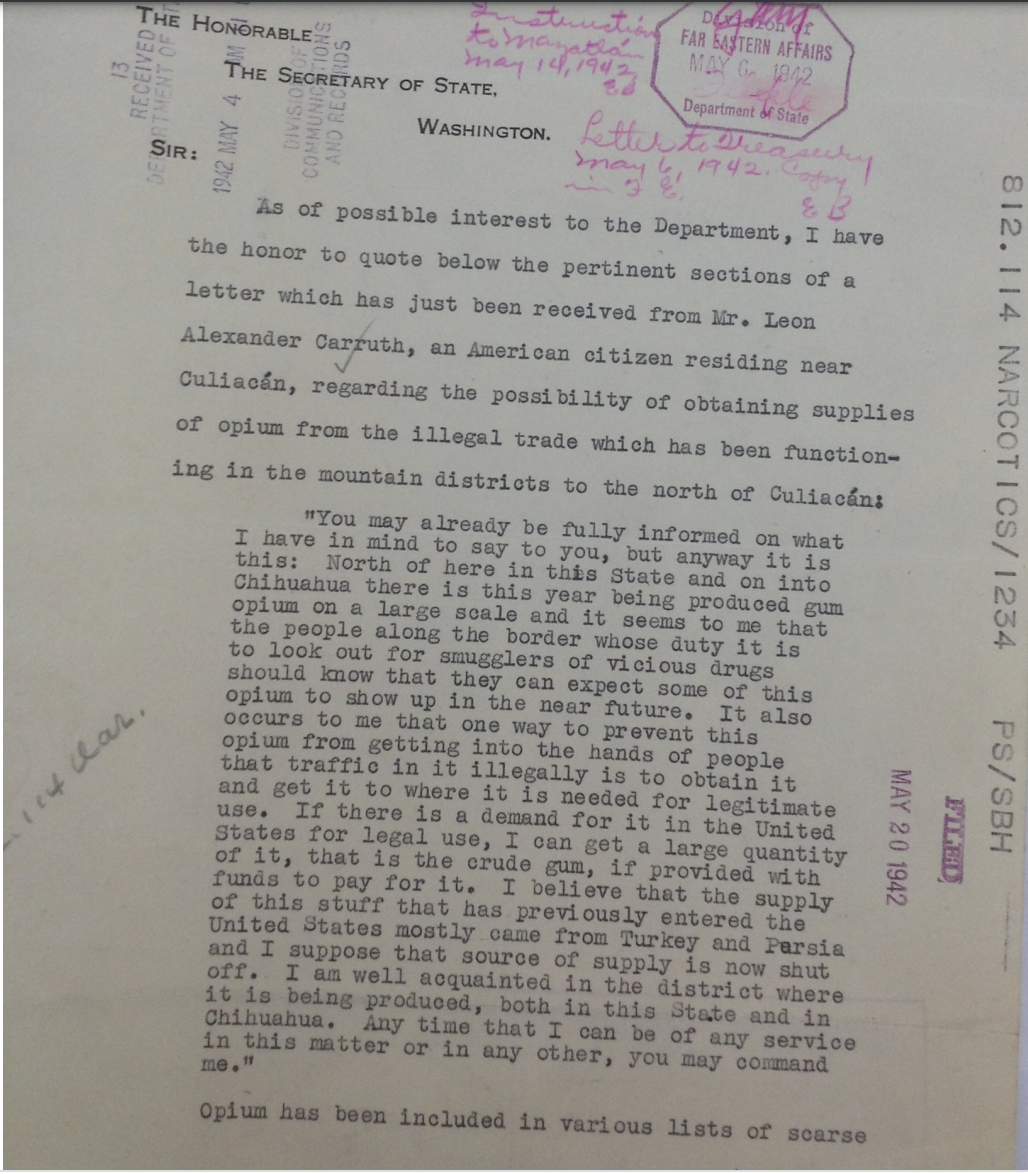 THE HONORABLE
THE SECRETARY OF STATE,
WASHINGTON.
SIR:
13
RECEIVED
DEPARTMENT OF
1942 MAY 4 AM
DIVISION OF
COMMUNICATIONS
AND RECORDS
Instruction
to Mazatlán
May 14, 1942
EB
Division of
FAR EASTERN AFFAIRS
MAY 6 1942
Department of State
Letter to Treasury
May 6, 1942. Copy
in F E.
EB
As of possible interest to the Department, I have
the honor to quote below the pertinent sections of a
letter which has just been received from Mr. Leon
Alexander Carruth, an American citizen residing near
Culiacán, regarding the possibility of obtaining supplies
of opium from the illegal trade which has been function-
ing in the mountain districts to the north of Culiacán:
"You may already be fully informed on what
I have in mind to say to you, but anyway it is
this: North of here in this State and on into
Chihuahua there is this year being produced gum
opium on a large scale and it seems to me that
the people along the border whose duty it is
to look out for smugglers of vicious drugs
should know that they can expect some of this
opium to show up in the near future. It also
occurs to me that one way to prevent this
opium from getting into the hands of people
that traffic in it illegally is to obtain it
and get it to where it is needed for legitimate
use. If there is a demand for it in the United
States for legal use, I can get a large quantity
of it, that is the crude gum, if provided with
funds to pay for it. I believe that the supply
of this stuff that has previously entered the
United States mostly came from Turkey and Persia
and I suppose that source of supply is now shut
off. I am well acquainted in the district where
it is being produced, both in this State and in
Chihuahua. Any time that I can be of any service
in this matter or in any other, you may command
me."
Opium has been included in various lists of scarse
812.114 NARCOTICS/1234
PS/SBH
FILED
MAY 20 1942